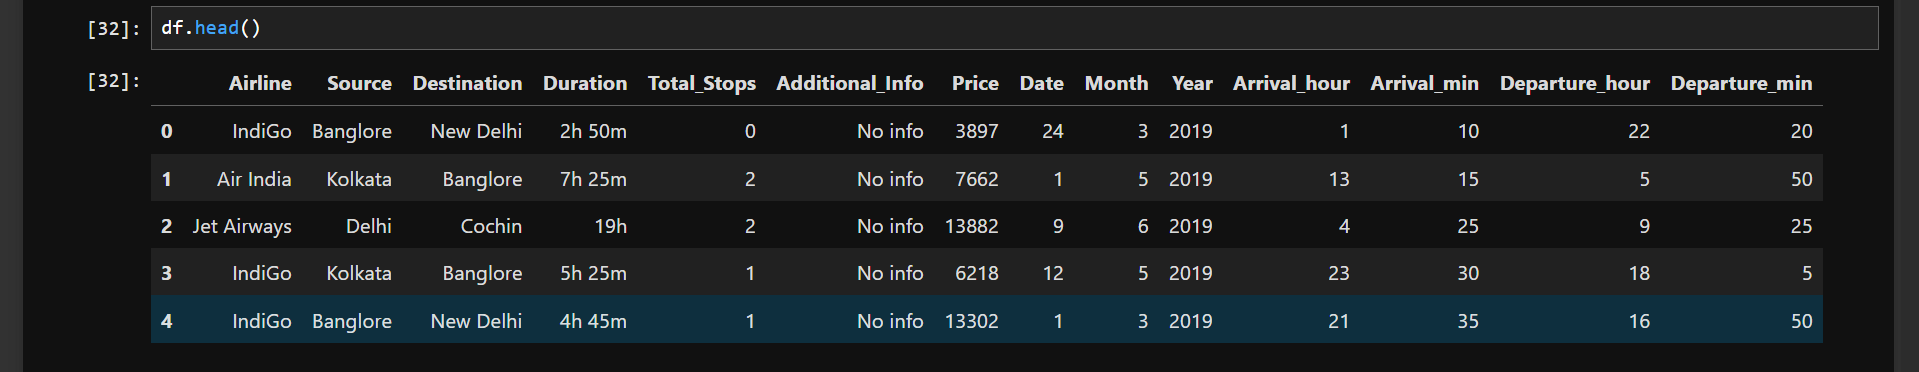 [32]: df.head()
[32]: Airline Source Destination Duration Total_Stops Additional_Info Price Date Month Year Arrival_hour Arrival_min Departure_hour Departure_min
0 IndiGo Banglore New Delhi 2h 50m 0 No info 3897 24 3 2019 1 10 22 20
1 Air India Kolkata Banglore 7h 25m 2 No info 7662 1 5 2019 13 15 5 50
2 Jet Airways Delhi Cochin 19h 2 No info 13882 9 6 2019 4 25 9 25
3 IndiGo Kolkata Banglore 5h 25m 1 No info 6218 12 5 2019 23 30 18 5
4 IndiGo Banglore New Delhi 4h 45m 1 No info 13302 1 3 2019 21 35 16 50